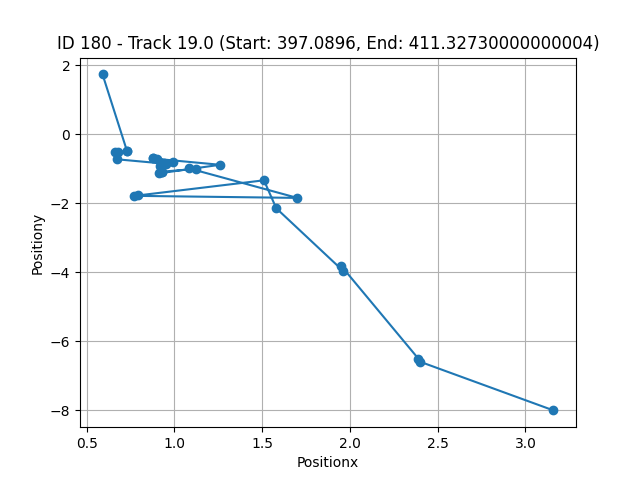 ID 180 - Track 19.0 (Start: 397.0896, End: 411.32730000000004)
2
0
−2
−4
−6
−8
Positiony
0.5 1.0 1.5 2.0 2.5 3.0
Positionx